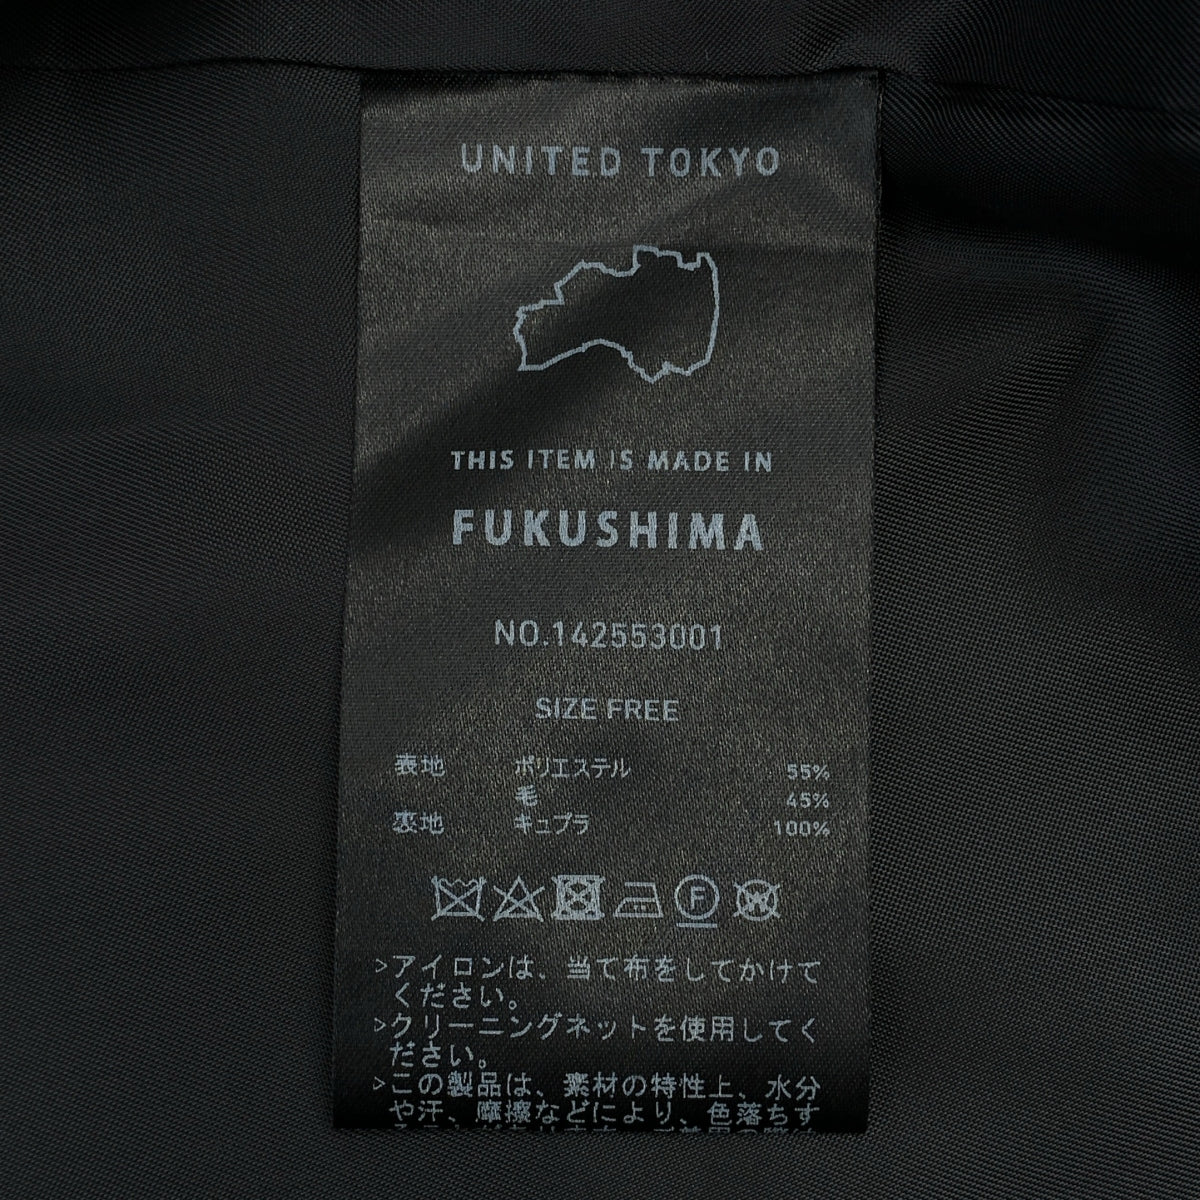 UNITED TOKYO
THIS ITEM IS MADE IN
FUKUSHIMA
NO.142553001
SIZE FREE
表地 ポリエステル 55%
毛 45%
裏地 キュプラ 100%
F
W
>アイロンは、当て布をしてかけて
ください。
>クリーニングネットを使用してく
ださい。
>この製品は、素材の特性上、水分
や汗、摩擦などにより、色落ちす